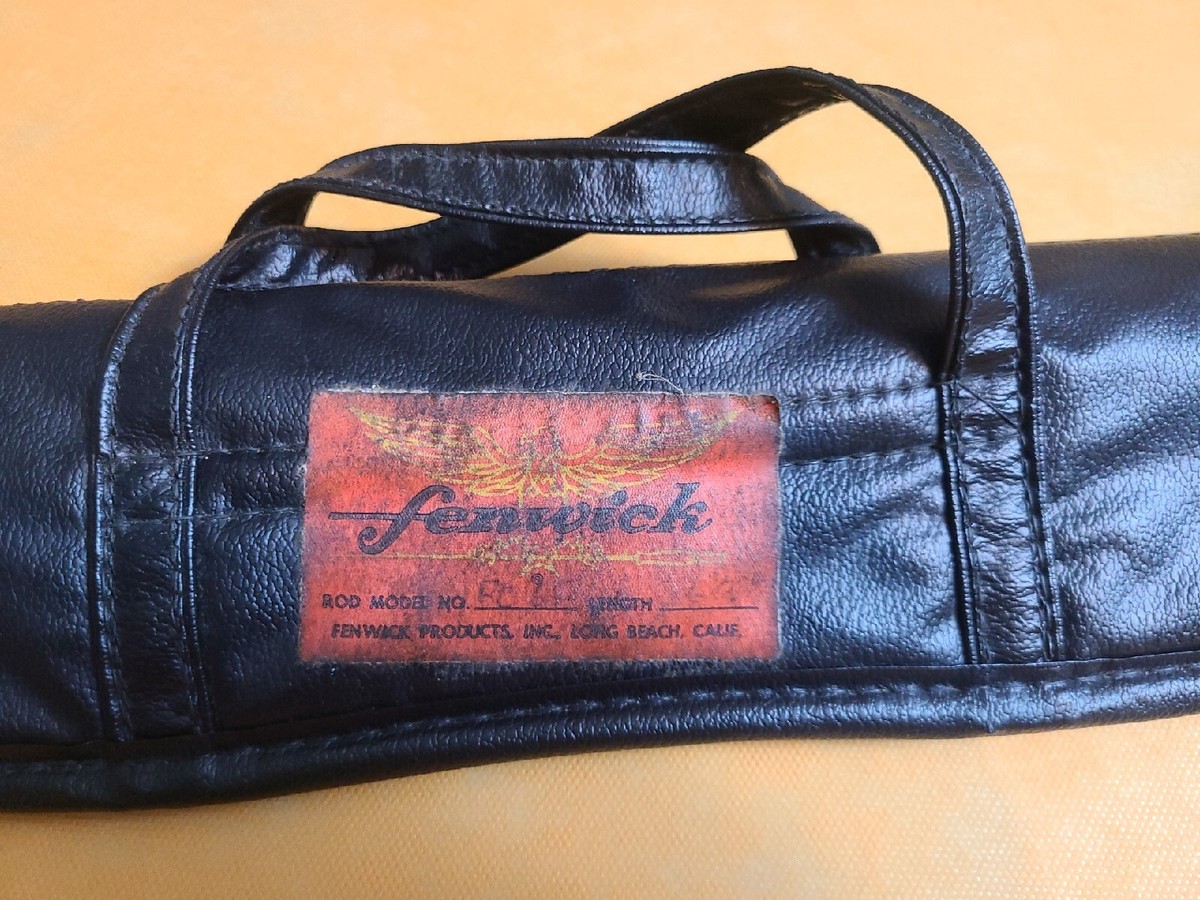 fenwick
ROD MODEL NO. LENGTH
FENWICK PRODUCTS, INC., LONG BEACH, CALIF.